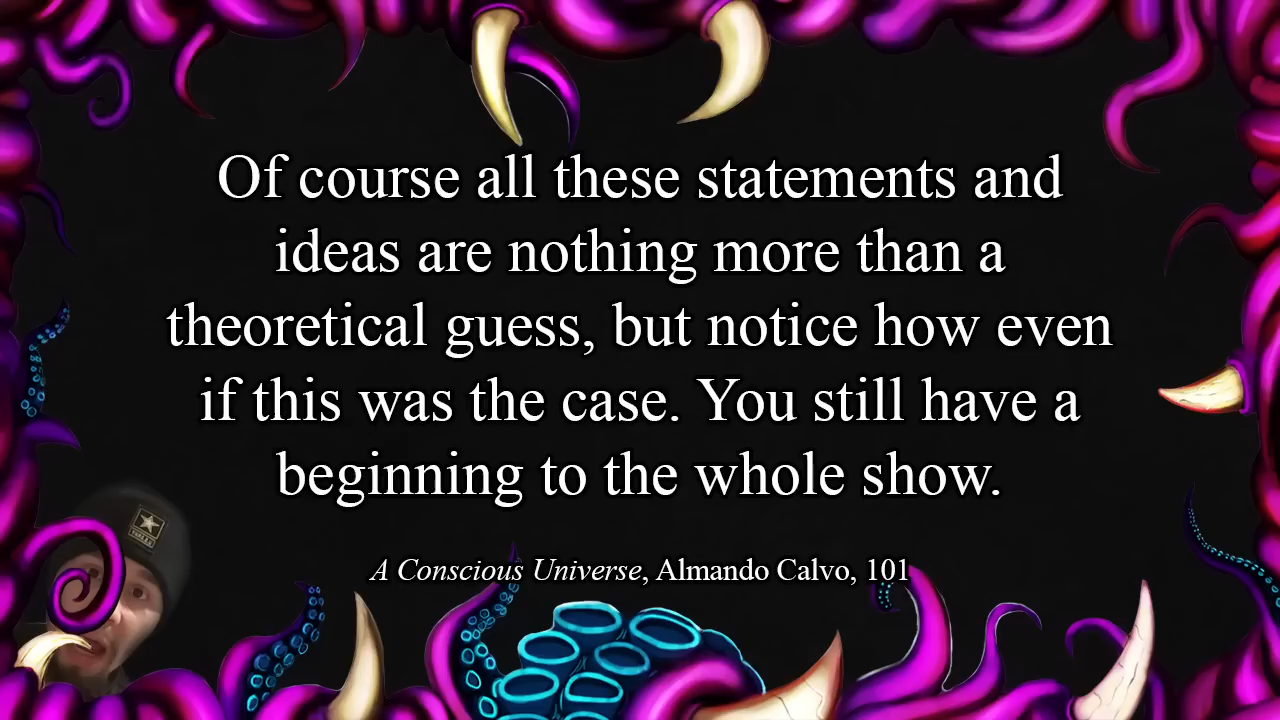 Of course all these statements and
ideas are nothing more than a
theoretical guess, but notice how even
if this was the case. You still have a
beginning to the whole show.
A Conscious Universe, Almando Calvo, 101